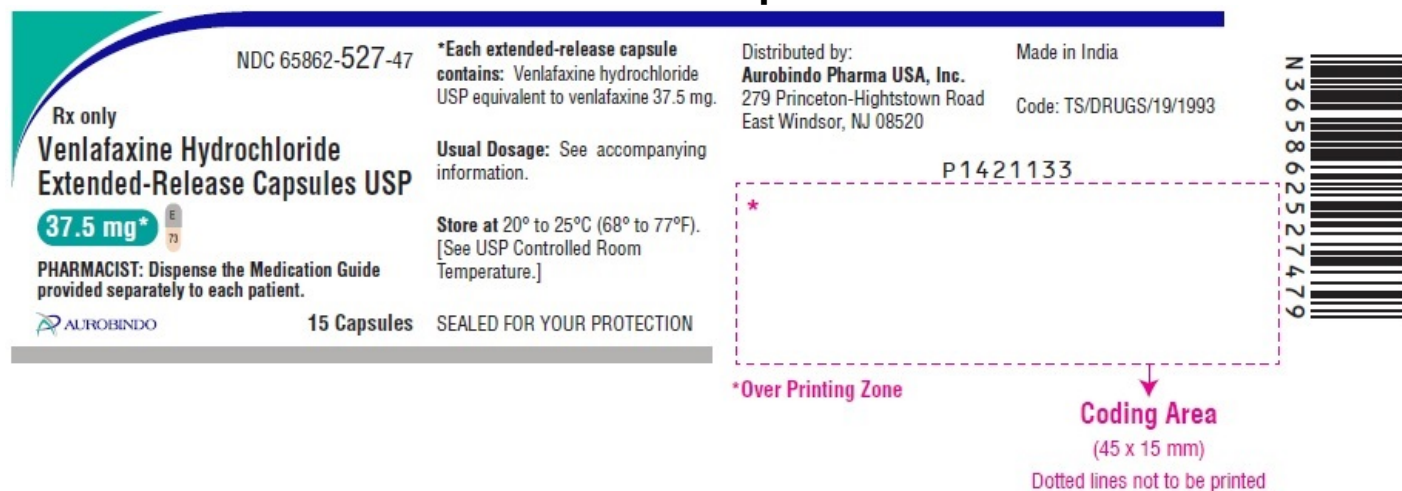 NDC 65862-527-47
Rx only
Venlafaxine Hydrochloride
Extended-Release Capsules USP
37.5 mg*
E
73
PHARMACIST: Dispense the Medication Guide
provided separately to each patient.
AUROBINDO
15 Capsules
*Each extended-release capsule
contains: Venlafaxine hydrochloride
USP equivalent to venlafaxine 37.5 mg.
Usual Dosage: See accompanying
information.
Store at 20° to 25°C (68° to 77°F).
[See USP Controlled Room
Temperature.]
SEALED FOR YOUR PROTECTION
Distributed by:
Aurobindo Pharma USA, Inc.
279 Princeton-Hightstown Road
East Windsor, NJ 08520
Made in India
Code: TS/DRUGS/19/1993
P1421133
*
*Over Printing Zone
Coding Area
(45 x 15 mm)
Dotted lines not to be printed
N365862527479